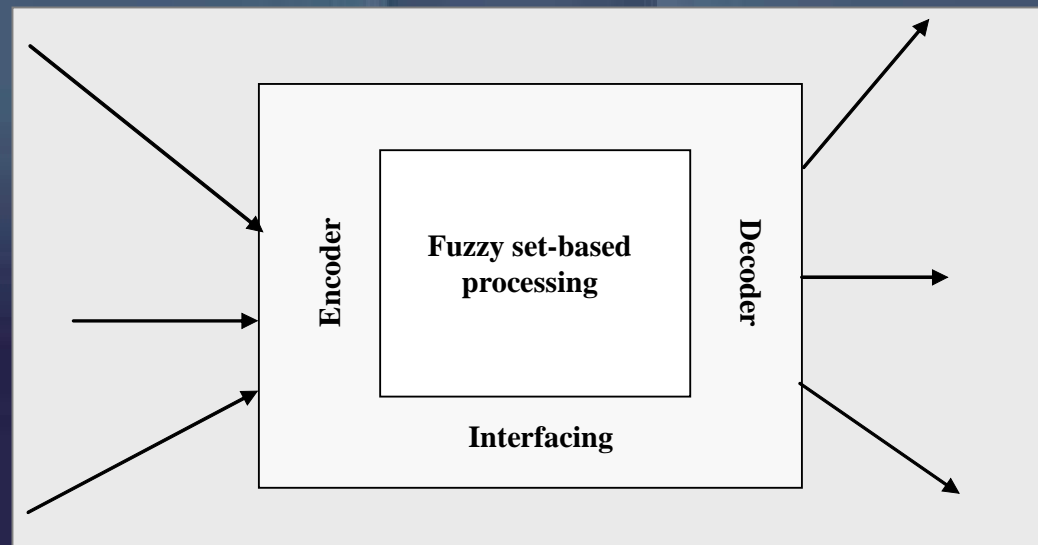 Encoder
Fuzzy set-based
processing
Decoder
Interfacing